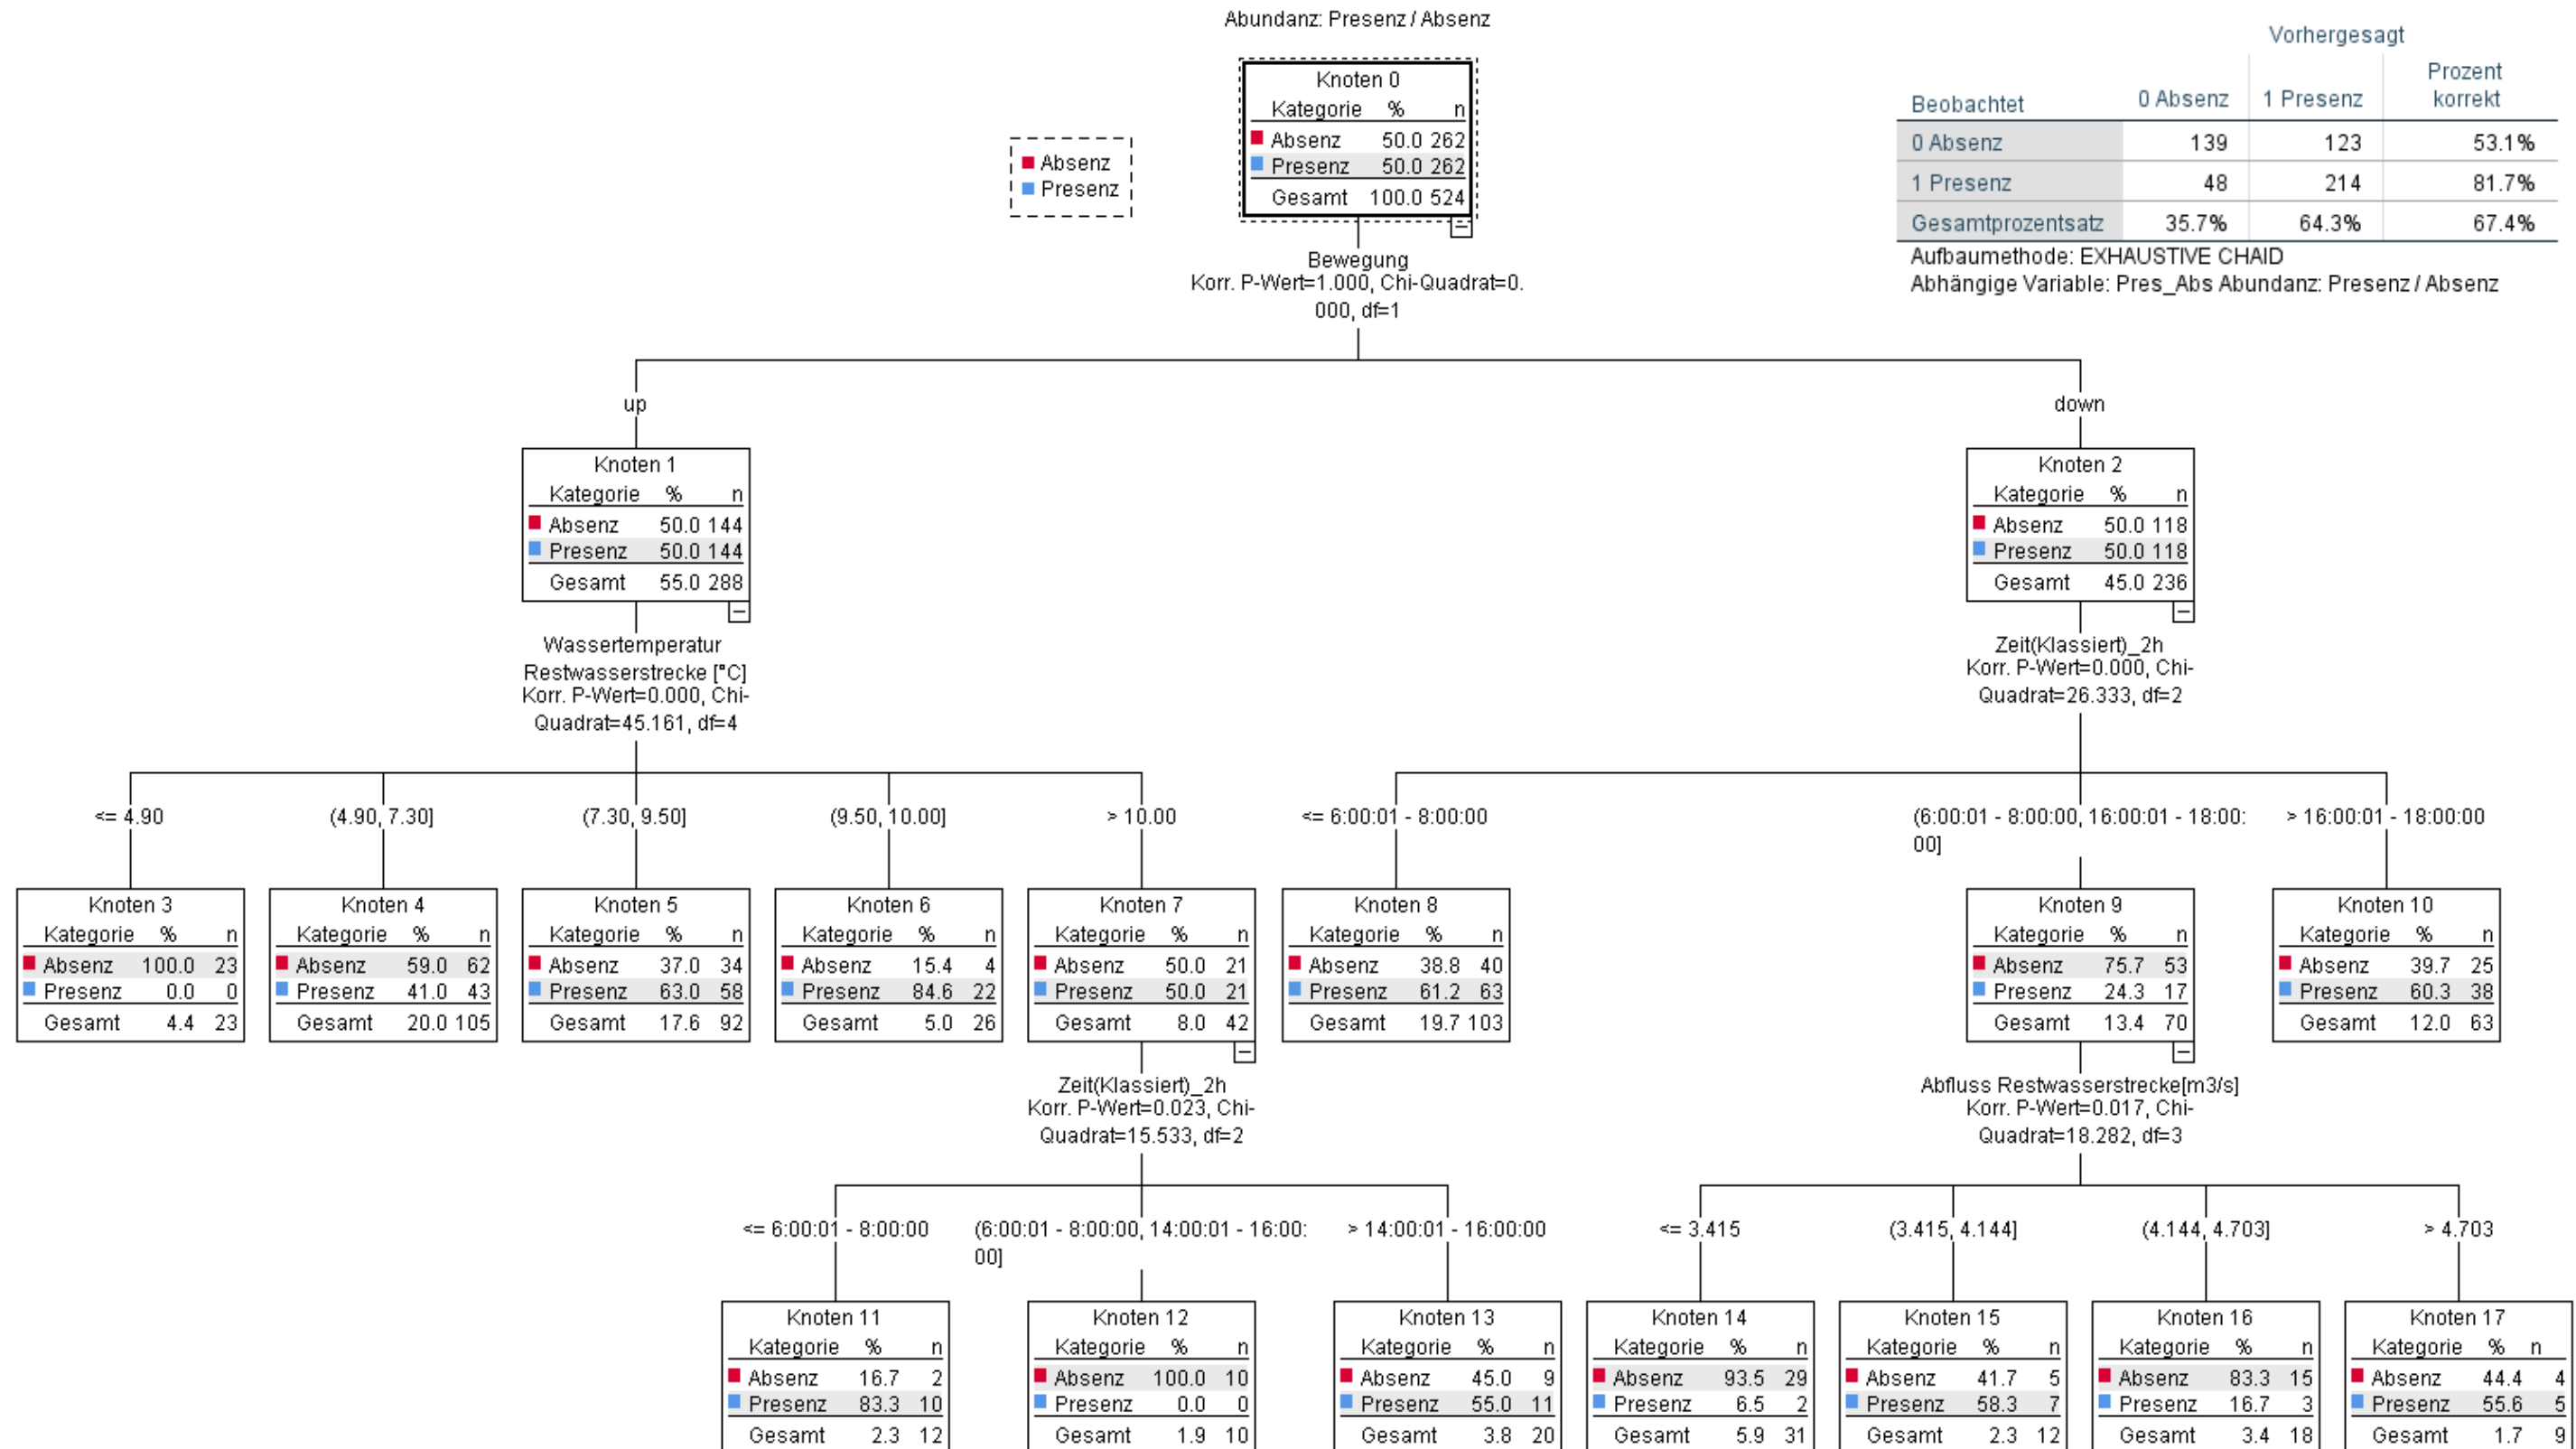 Abundanz: Presenz / Absenz
Knoten 0
Kategorie % n
Absenz 50.0 262
Presenz 50.0 262
Gesamt 100.0 524
Absenz
Presenz
Vorhergesagt
Beobachtet 0 Absenz 1 Presenz Prozent korrekt
0 Absenz 139 123 53.1%
1 Presenz 48 214 81.7%
Gesamtprozentsatz 35.7% 64.3% 67.4%
Aufbaumethode: EXHAUSTIVE CHAID
Abhängige Variable: Pres_Abs Abundanz: Presenz / Absenz
Bewegung
Korr. P-Wert=1.000, Chi-Quadrat=0.
000, df=1
up
down
Knoten 1
Kategorie % n
Absenz 50.0 144
Presenz 50.0 144
Gesamt 55.0 288
Knoten 2
Kategorie % n
Absenz 50.0 118
Presenz 50.0 118
Gesamt 45.0 236
Wassertemperatur
Restwasserstrecke [°C]
Korr. P-Wert=0.000, Chi-
Quadrat=45.161, df=4
Zeit(Klassiert)_2h
Korr. P-Wert=0.000, Chi-
Quadrat=26.333, df=2
<= 4.90
(4.90, 7.30]
(7.30, 9.50]
(9.50, 10.00]
> 10.00
<= 6:00:01 - 8:00:00
(6:00:01 - 8:00:00, 16:00:01 - 18:00:
00]
> 16:00:01 - 18:00:00
Knoten 3
Kategorie % n
Absenz 100.0 23
Presenz 0.0 0
Gesamt 4.4 23
Knoten 4
Kategorie % n
Absenz 59.0 62
Presenz 41.0 43
Gesamt 20.0 105
Knoten 5
Kategorie % n
Absenz 37.0 34
Presenz 63.0 58
Gesamt 17.6 92
Knoten 6
Kategorie % n
Absenz 15.4 4
Presenz 84.6 22
Gesamt 5.0 26
Knoten 7
Kategorie % n
Absenz 50.0 21
Presenz 50.0 21
Gesamt 8.0 42
Knoten 8
Kategorie % n
Absenz 38.8 40
Presenz 61.2 63
Gesamt 19.7 103
Knoten 9
Kategorie % n
Absenz 75.7 53
Presenz 24.3 17
Gesamt 13.4 70
Knoten 10
Kategorie % n
Absenz 39.7 25
Presenz 60.3 38
Gesamt 12.0 63
Zeit(Klassiert)_2h
Korr. P-Wert=0.023, Chi-
Quadrat=15.533, df=2
Abfluss Restwasserstrecke[m3/s]
Korr. P-Wert=0.017, Chi-
Quadrat=18.282, df=3
<= 6:00:01 - 8:00:00
(6:00:01 - 8:00:00, 14:00:01 - 16:00:
00]
> 14:00:01 - 16:00:00
<= 3.415
(3.415, 4.144]
(4.144, 4.703]
> 4.703
Knoten 11
Kategorie % n
Absenz 16.7 2
Presenz 83.3 10
Gesamt 2.3 12
Knoten 12
Kategorie % n
Absenz 100.0 10
Presenz 0.0 0
Gesamt 1.9 10
Knoten 13
Kategorie % n
Absenz 45.0 9
Presenz 55.0 11
Gesamt 3.8 20
Knoten 14
Kategorie % n
Absenz 93.5 29
Presenz 6.5 2
Gesamt 5.9 31
Knoten 15
Kategorie % n
Absenz 41.7 5
Presenz 58.3 7
Gesamt 2.3 12
Knoten 16
Kategorie % n
Absenz 83.3 15
Presenz 16.7 3
Gesamt 3.4 18
Knoten 17
Kategorie % n
Absenz 44.4 4
Presenz 55.6 5
Gesamt 1.7 9